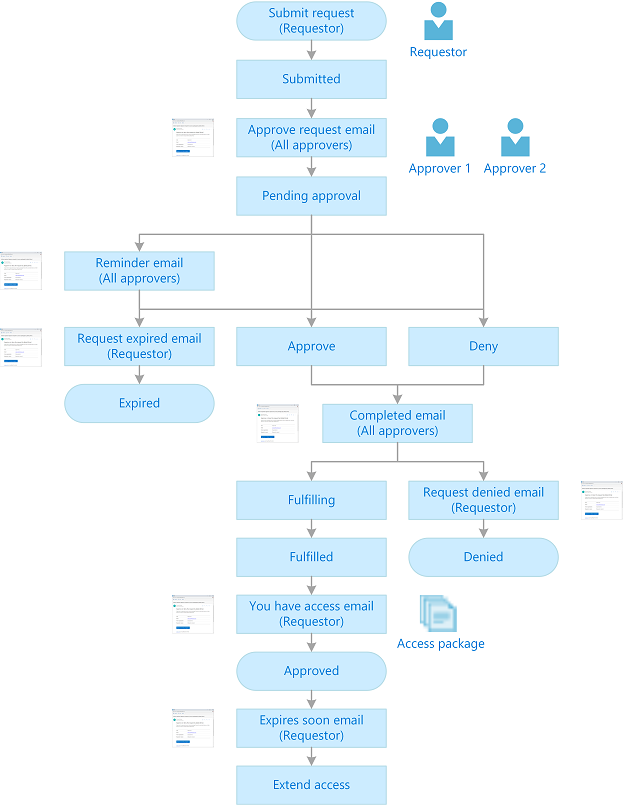 Submit request
(Requestor)
Requestor
Submitted
Approve request email
(All approvers)
Approver 1
Approver 2
Pending approval
Reminder email
(All approvers)
Request expired email
(Requestor)
Approve
Deny
Expired
Completed email
(All approvers)
Fulfilling
Request denied email
(Requestor)
Fulfilled
Denied
You have access email
(Requestor)
Access package
Approved
Expires soon email
(Requestor)
Extend access